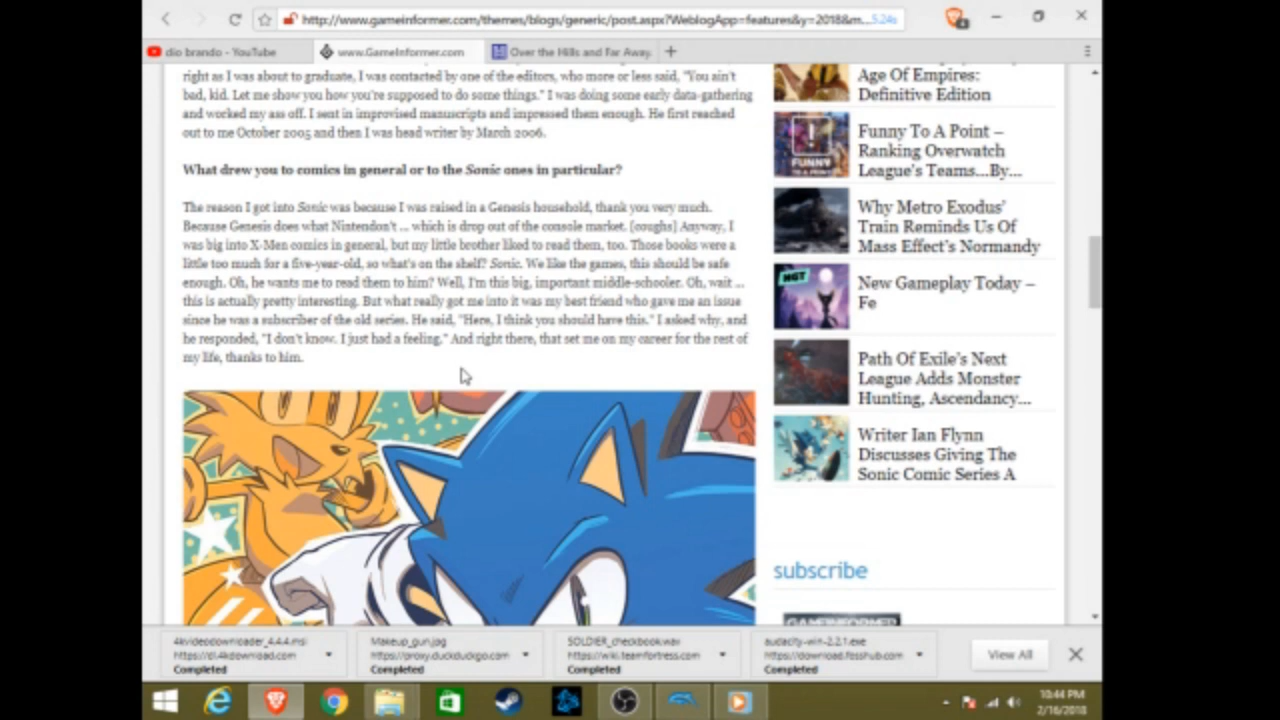 http://www.gameinformer.com/themes/blogs/generic/post.aspx?WeblogApp=features&y=2018&m... 5.24s
4
dio brando - YouTube
www.GameInformer.com
Over the Hills and Far Away.
right as I was about to graduate, I was contacted by one of the editors, who more or less said, "You ain't
bad, kid. Let me show you how you're supposed to do some things." I was doing some early data-gathering
and worked my ass off. I sent in improvised manuscripts and impressed them enough. He first reached
out to me October 2005 and then I was head writer by March 2006.
What drew you to comics in general or to the Sonic ones in particular?
The reason I got into Sonic was because I was raised in a Genesis household, thank you very much.
Because Genesis does what Nintendon't ... which is drop out of the console market. [coughs] Anyway, I
was big into X-Men comics in general, but my little brother liked to read them, too. Those books were a
little too much for a five-year-old, so what's on the shelf? Sonic. We like the games, this should be safe
enough. Oh, he wants me to read them to him? Well, I'm this big, important middle-schooler. Oh, wait ...
this is actually pretty interesting. But what really got me into it was my best friend who gave me an issue
since he was a subscriber of the old series. He said, "Here, I think you should have this." I asked why, and
he responded, "I don't know. I just had a feeling." And right there, that set me on my career for the rest of
my life, thanks to him.
Age Of Empires:
Definitive Edition
FUNNY
Funny To A Point –
Ranking Overwatch
League's Teams...By...
Why Metro Exodus'
Train Reminds Us Of
Mass Effect's Normandy
NGT
New Gameplay Today –
Fe
Path Of Exile's Next
League Adds Monster
Hunting, Ascendancy...
Writer Ian Flynn
Discusses Giving The
Sonic Comic Series A
subscribe
GAMEINFORMER
4kvideodownloader_4.4.4.msi
https://dl.4kdownload.com
Completed
Makeup_gun.jpg
https://proxy.duckduckgo.com
Completed
SOLDIER_checkbook.wav
https://wiki.teamfortress.com
Completed
audacity-win-2.2.1.exe
https://download.fosshub.com
Completed
View All
10:44 PM
2/16/2018